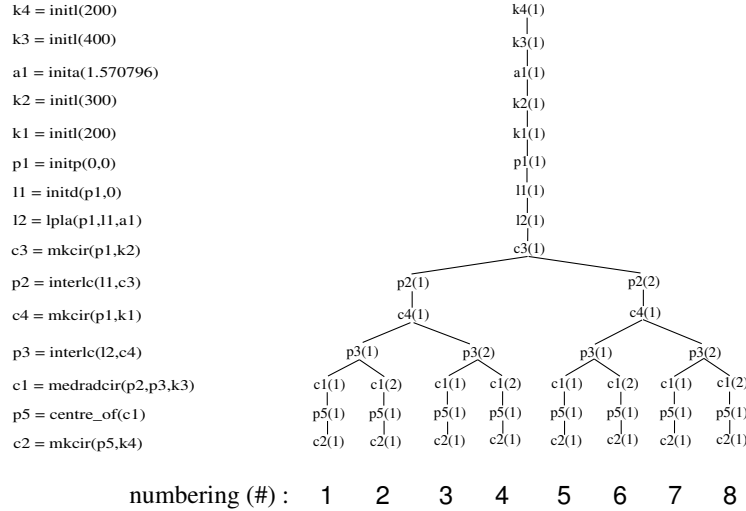 k4 = initl(200) k4(1)
k3 = initl(400) k3(1)
a1 = inita(1.570796) a1(1)
k2 = initl(300) k2(1)
k1 = initl(200) k1(1)
p1 = initp(0,0) p1(1)
l1 = initd(p1,0) l1(1)
l2 = lpla(p1,l1,a1) l2(1)
c3 = mkcir(p1,k2) c3(1)
p2 = interlc(l1,c3) p2(1) p2(2)
c4 = mkcir(p1,k1) c4(1) c4(1)
p3 = interlc(l2,c4) p3(1) p3(2) p3(1) p3(2)
c1 = medradcir(p2,p3,k3) c1(1) c1(2) c1(1) c1(2) c1(1) c1(2) c1(1) c1(2)
p5 = centre_of(c1) p5(1) p5(1) p5(1) p5(1) p5(1) p5(1) p5(1) p5(1)
c2 = mkcir(p5,k4) c2(1) c2(1) c2(1) c2(1) c2(1) c2(1) c2(1) c2(1)
numbering (#) : 1 2 3 4 5 6 7 8